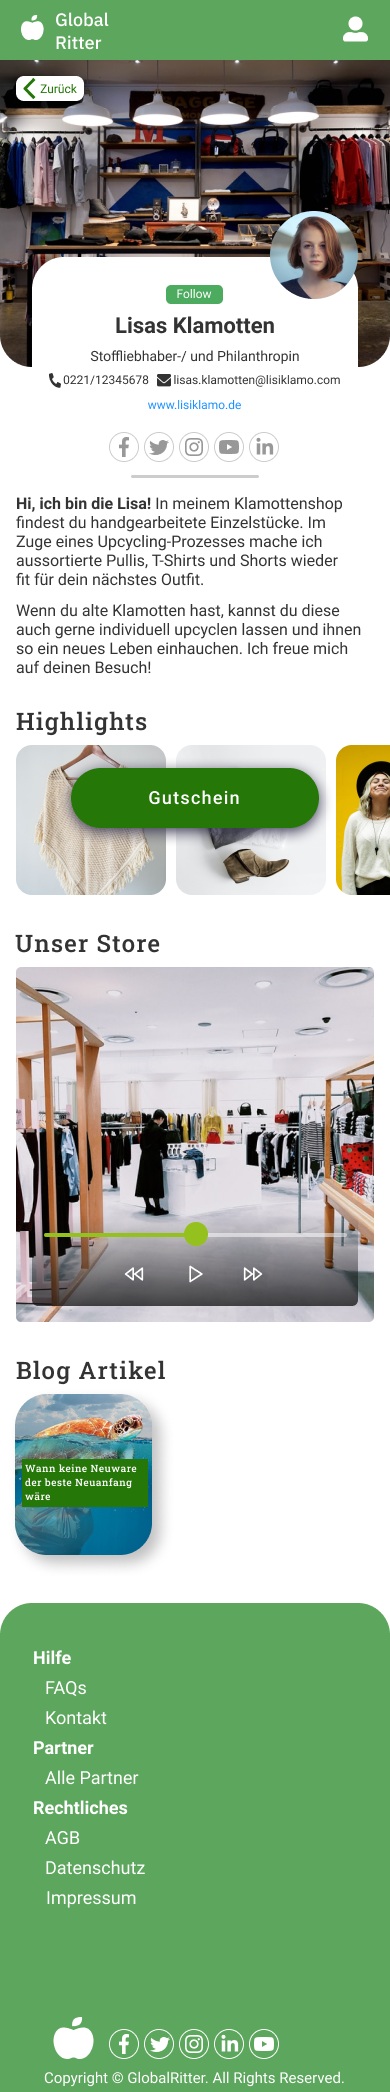 Global
Ritter
Zurück
BAGGAGE
Follow
Lisas Klamotten
Stoffliebhaber-/ und Philanthropin
0221/12345678 lisas.klamotten@lisiklamo.com
www.lisiklamo.de
Hi, ich bin die Lisa! In meinem Klamottenshop
findest du handgearbeitete Einzelstücke. Im
Zuge eines Upcycling-Prozesses mache ich
aussortierte Pullis, T-Shirts und Shorts wieder
fit für dein nächstes Outfit.
Wenn du alte Klamotten hast, kannst du diese
auch gerne individuell upcyclen lassen und ihnen
so ein neues Leben einhauchen. Ich freue mich
auf deinen Besuch!
Highlights
Gutschein
Unser Store
Blog Artikel
Wann keine Neuware
der beste Neuanfang
wäre
Hilfe
FAQs
Kontakt
Partner
Alle Partner
Rechtliches
AGB
Datenschutz
Impressum
Copyright © GlobalRitter. All Rights Reserved.